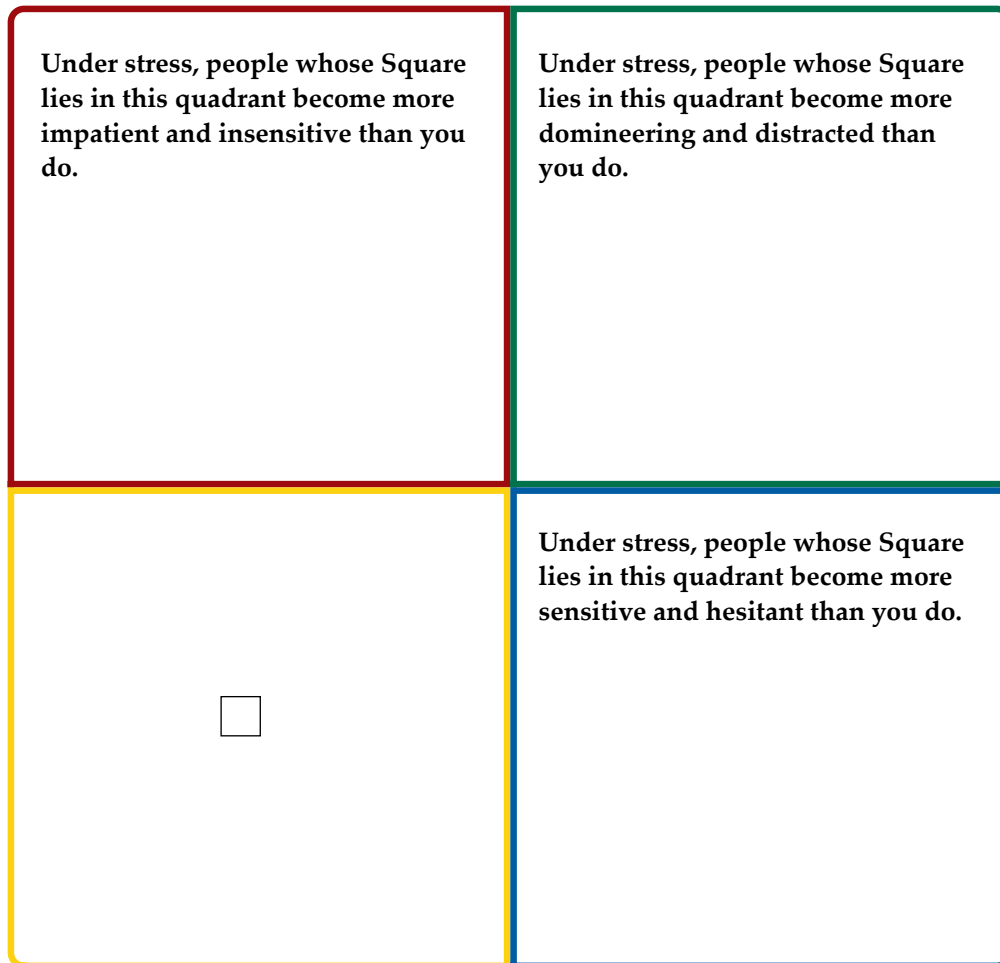 Under stress, people whose Square
lies in this quadrant become more
impatient and insensitive than you
do.
Under stress, people whose Square
lies in this quadrant become more
domineering and distracted than
you do.
Under stress, people whose Square
lies in this quadrant become more
sensitive and hesitant than you do.